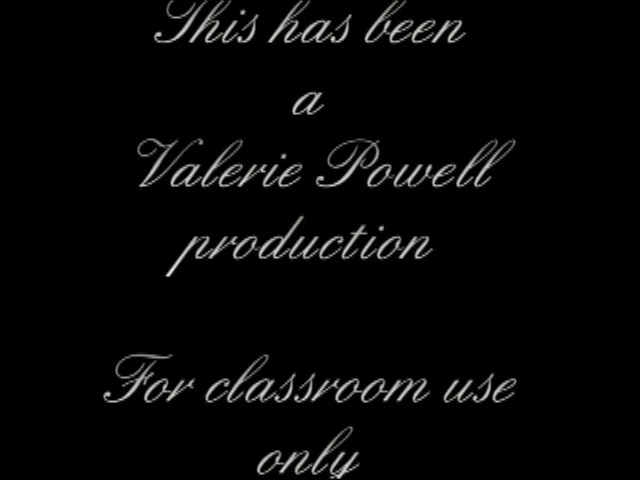 This has been
a
Valerie Powell
production
For classroom use
only